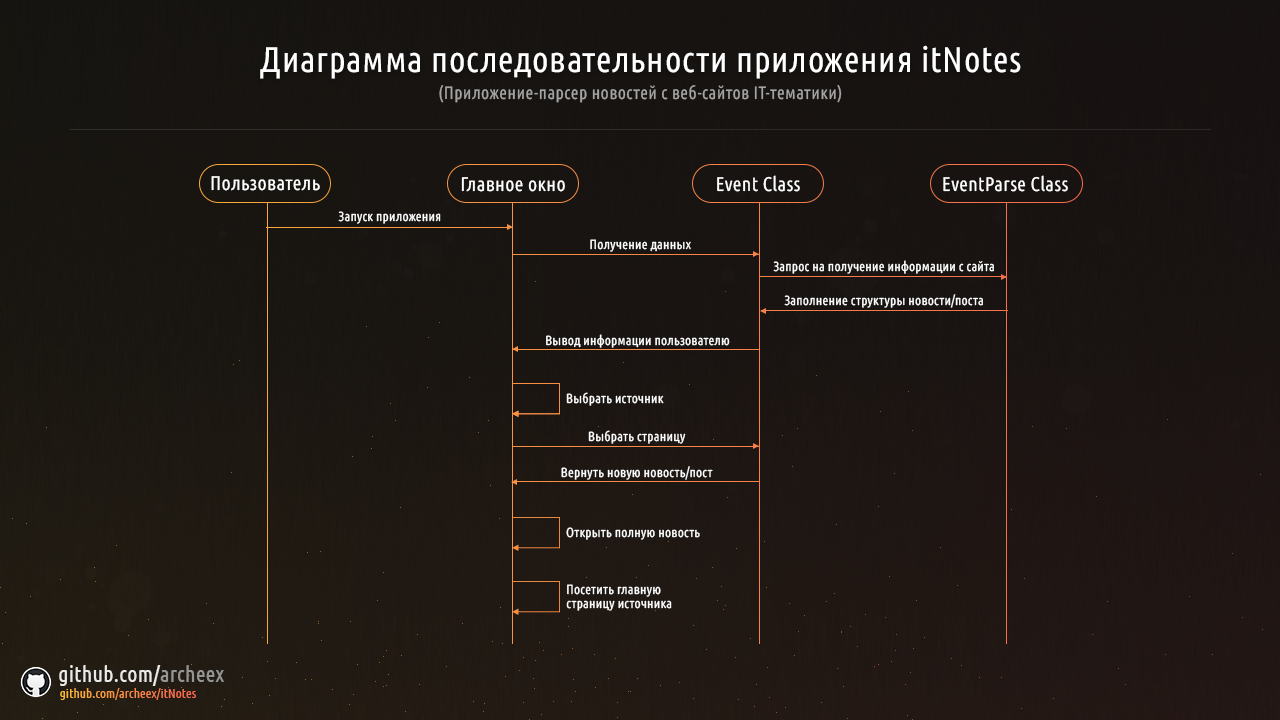 Диаграмма последовательности приложения itNotes
(Приложение-парсер новостей с веб-сайтов IT-тематики)
Пользователь
Главное окно
Event Class
EventParse Class
Запуск приложения
Получение данных
Запрос на получение информации с сайта
Заполнение структуры новости/поста
Вывод информации пользователю
Выбрать источник
Выбрать страницу
Вернуть новую новость/пост
Открыть полную новость
Посетить главную
страницу источника
github.com/archeex
github.com/archeex/itNotes